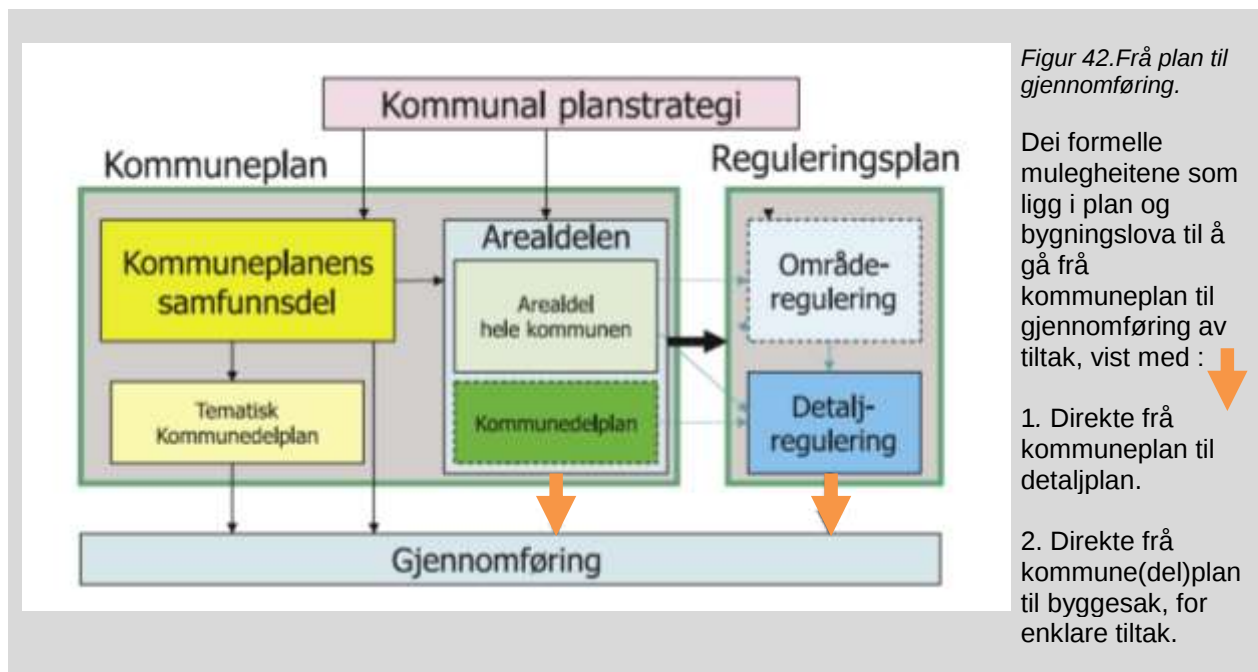 Kommunal planstrategi
Kommuneplan
Reguleringsplan
Kommuneplanens
samfunnsdel
Arealdelen
Arealdel
hele kommunen
Område-
regulering
Tematisk
Kommunedelplan
Kommunedelplan
Detalj-
regulering
Gjennomføring
Figur 42.Frå plan til
gjennomføring.
Dei formelle
mulegheitene som
ligg i plan og
bygningslova til å
gå frå
kommuneplan til
gjennomføring av
tiltak, vist med :
1. Direkte frå
kommuneplan til
detaljplan.
2. Direkte frå
kommune(del)plan
til byggesak, for
enklare tiltak.